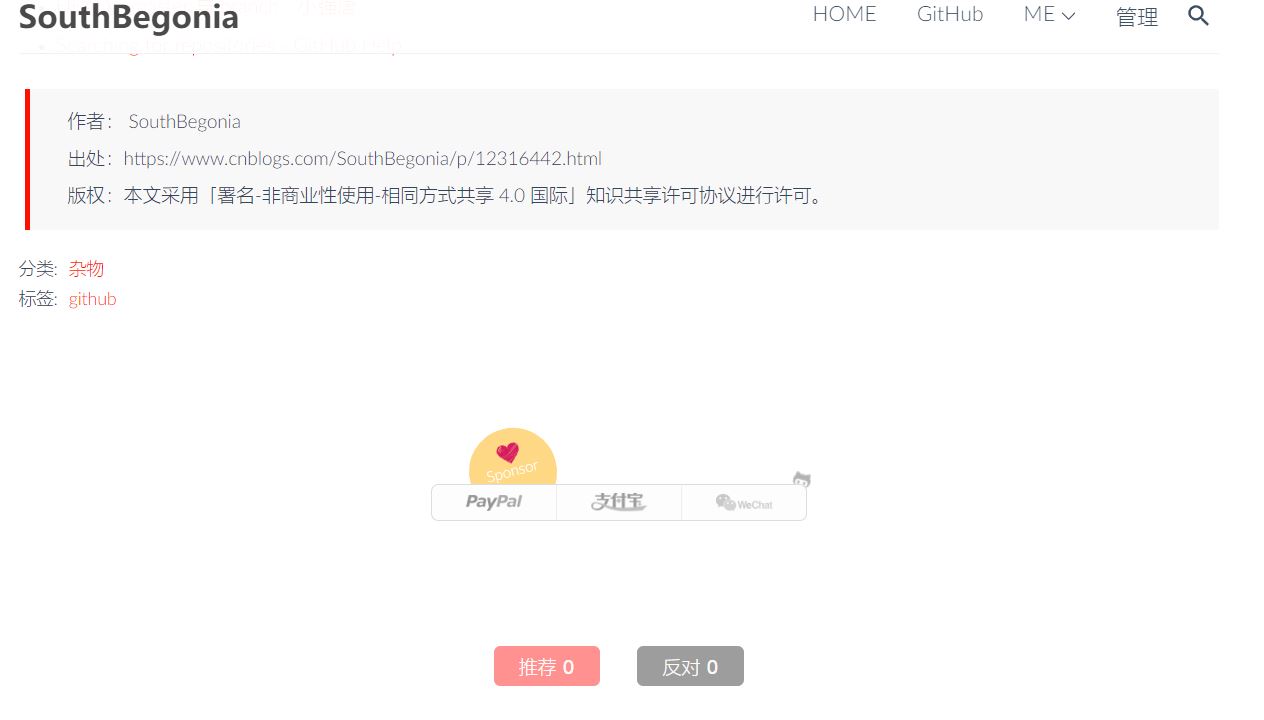 SouthBegonia
HOME GitHub ME 管理
作者： SouthBegonia
出处：https://www.cnblogs.com/SouthBegonia/p/12316442.html
版权：本文采用「署名-非商业性使用-相同方式共享 4.0 国际」知识共享许可协议进行许可。
分类: 杂物
标签: github
Sponsor
PayPal 支付宝 WeChat
推荐 0 反对 0